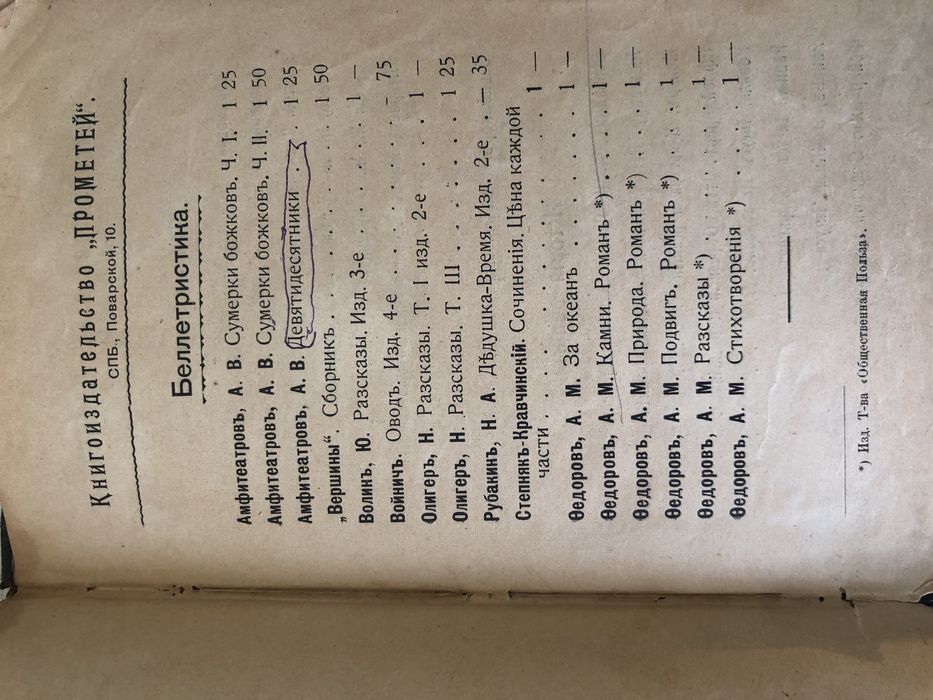 Книгоиздательство „ПРОМЕТЕЙ“.
СПБ., Поварской, 10.
Беллетристина.
Амфитеатровъ, А. В. Сумерки божковъ. Ч. I. 1 25
Амфитеатровъ, А. В. Сумерки божковъ. Ч. II. 1 50
Амфитеатровъ, А. В. Девятидесятники . . 1 25
„Вершины“. Сборникъ . . . . . . . . . 1 50
Волинъ, Ю. Разсказы. Изд. 3-е . . . . . 1 —
Войничъ. Оводъ. Изд. 4-е . . . . . . . - 75
Олигеръ, Н. Разсказы. Т. I изд. 2-е . . . 1 —
Олигеръ, Н. Разсказы. Т. III . . . . . 1 25
Рубакинъ, Н. А. Дѣдушка-Время. Изд. 2-е . — 35
Степнянъ-Кравчинскій. Сочиненія. Цѣна каждой
части . . . . . . . . . . . . . 1 —
Ѳедоровъ, А. М. За океанъ . . . . . . 1 —
Ѳедоровъ, А. М. Камни. Романъ *) . . . . 1 —
Ѳедоровъ, А. М. Природа. Романъ *) . . . 1 —
Ѳедоровъ, А. М. Подвигъ. Романъ *) . . . 1 —
Ѳедоровъ, А. М. Разсказы *) . . . . . . 1 —
Ѳедоровъ, А. М. Стихотворенія *) . . . . 1 —
*) Изд. Т-ва «Общественная Польза».